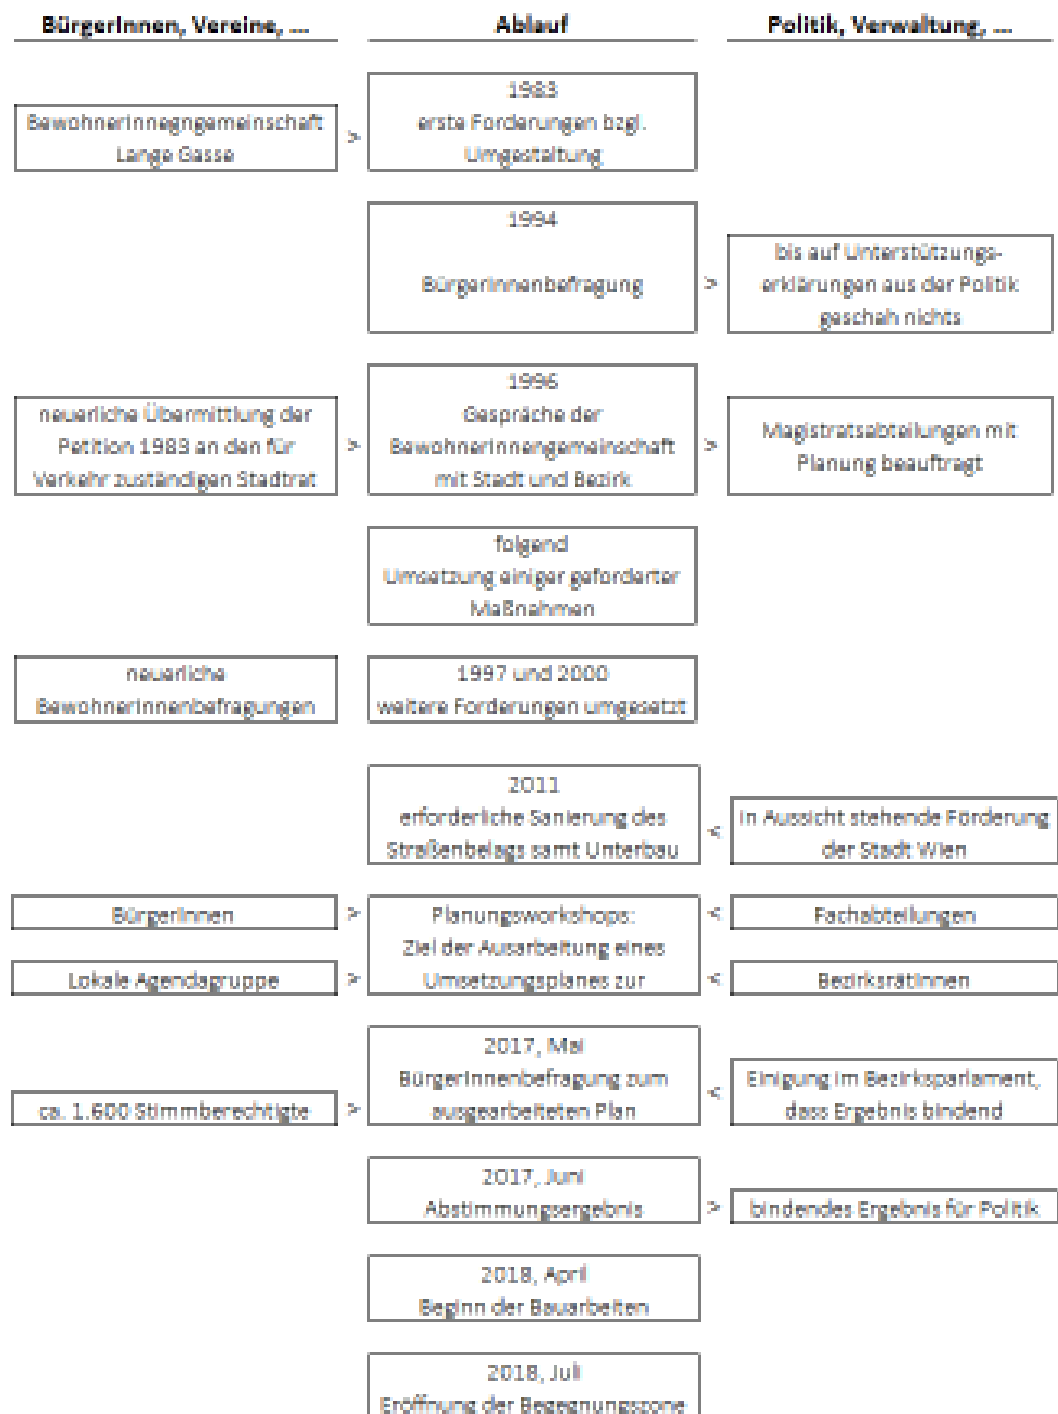 BürgerInnen, Vereine, ...
Ablauf
Politik, Verwaltung, ...
BewohnerInnegngemeinschaft
Lange Gasse
>
1983
erste Forderungen bzgl.
Umgestaltung
1994
BürgerInnenbefragung
>
bis auf Unterstützungs-
erklärungen aus der Politik
geschah nichts
neuerliche Übermittlung der
Petition 1983 an den für
Verkehr zuständigen Stadtrat
>
1996
Gespräche der
BewohnerInnengemeinschaft
mit Stadt und Bezirk
>
Magistratsabteilungen mit
Planung beauftragt
folgend
Umsetzung einiger geforderter
Maßnahmen
neuerliche
BewohnerInnenbefragungen
1997 und 2000
weitere Forderungen umgesetzt
2011
erforderliche Sanierung des
Straßenbelags samt Unterbau
<
in Aussicht stehende Förderung
der Stadt Wien
BürgerInnen
>
Lokale Agendagruppe
>
Planungsworkshops:
Ziel der Ausarbeitung eines
Umsetzungsplanes zur
<
Fachabteilungen
<
BezirksrätInnen
ca. 1.600 Stimmberechtigte
>
2017, Mai
BürgerInnenbefragung zum
ausgearbeiteten Plan
<
Einigung im Bezirksparlament,
dass Ergebnis bindend
2017, Juni
Abstimmungsergebnis
>
bindendes Ergebnis für Politik
2018, April
Beginn der Bauarbeiten
2018, Juli
Eröffnung der Begegnungszone